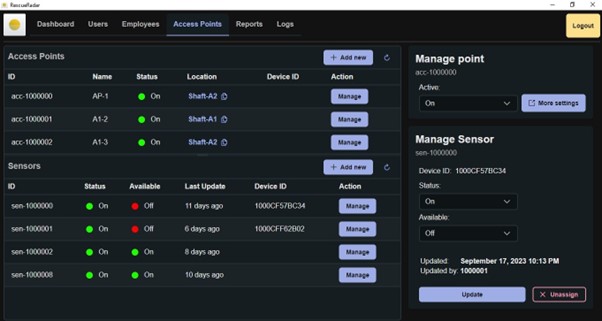 RescueRadar
Dashboard Users Employees Access Points Reports Logs Logout
Access Points + Add new
ID Name Status Location Device ID Action
acc-1000000 AP-1 On Shaft-A2 Manage
acc-1000001 A1-2 On Shaft-A1 Manage
acc-1000002 A1-3 On Shaft-A2 Manage
Sensors + Add new
ID Status Available Last Update Device ID Action
sen-1000000 On Off 11 days ago 1000CF57BC34 Manage
sen-1000001 On Off 6 days ago 1000CFF62B02 Manage
sen-1000002 On On 8 days ago Manage
sen-1000008 On On 10 days ago Manage
Manage point
acc-1000000
Active:
On More settings
Manage Sensor
sen-1000000
Device ID: 1000CF57BC34
Status:
On
Available:
Off
Updated: September 17, 2023 10:13 PM
Updated by: 1000001
Update × Unassign